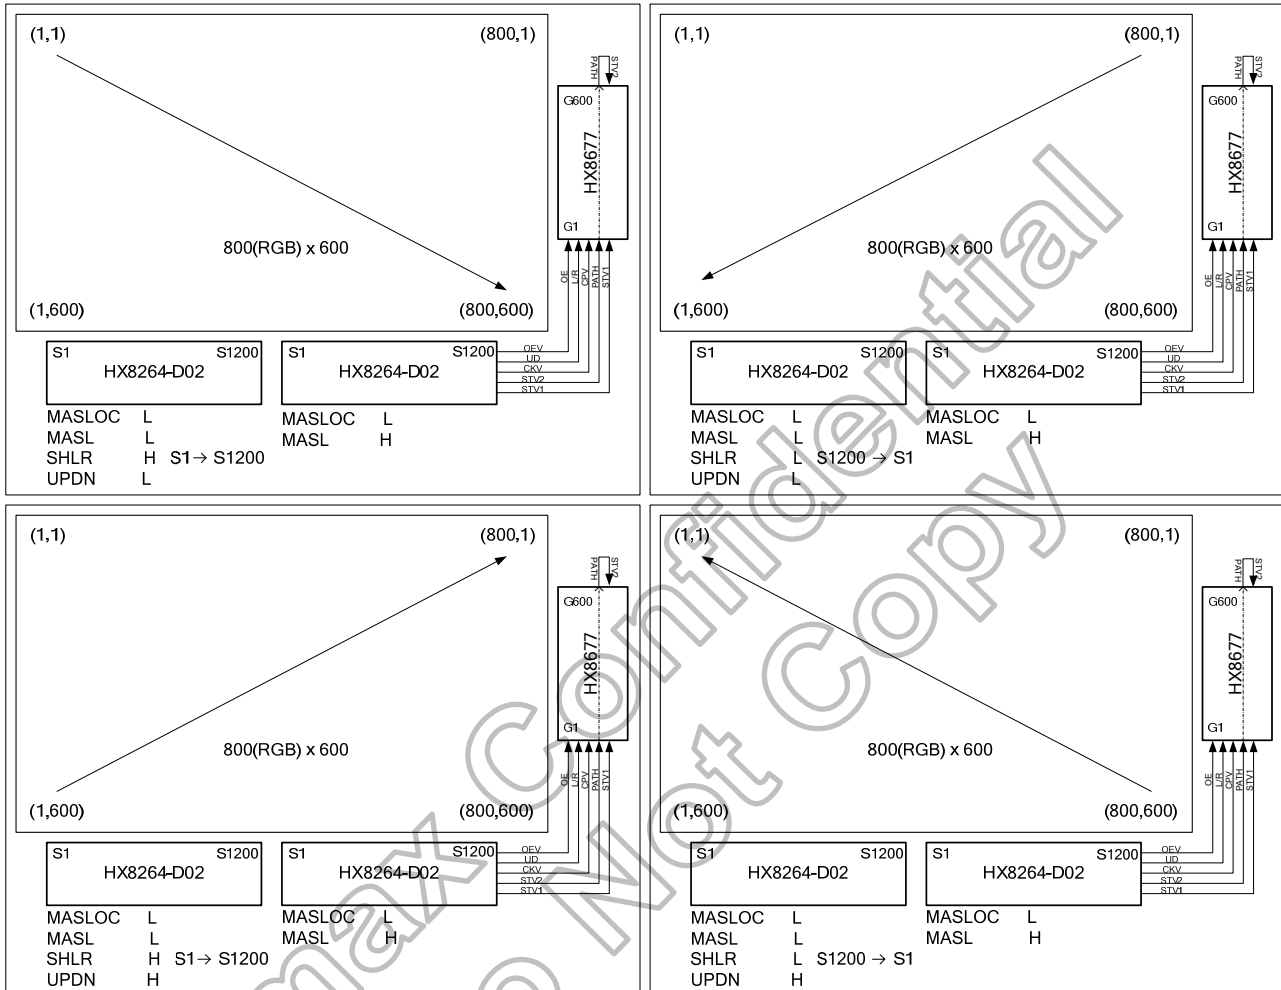 (1,1) (800,1)
PATH STV2
G600
HX8677
G1
800(RGB) x 600
OE L/R CPV PATH STV1
(1,600) (800,600)
S1 S1200
HX8264-D02
S1 S1200
HX8264-D02
OEV
UD
CKV
STV2
STV1
MASLOC L
MASL L
SHLR H S1→ S1200
UPDN L
MASLOC L
MASL H
(1,1) (800,1)
PATH STV2
G600
HX8677
G1
800(RGB) x 600
OE L/R CPV PATH STV1
(1,600) (800,600)
S1 S1200
HX8264-D02
S1 S1200
HX8264-D02
OEV
UD
CKV
STV2
STV1
MASLOC L
MASL L
SHLR L S1200 → S1
UPDN L
MASLOC L
MASL H
(1,1) (800,1)
PATH STV2
G600
HX8677
G1
800(RGB) x 600
OE L/R CPV PATH STV1
(1,600) (800,600)
S1 S1200
HX8264-D02
S1 S1200
HX8264-D02
OEV
UD
CKV
STV2
STV1
MASLOC L
MASL L
SHLR H S1→ S1200
UPDN H
MASLOC L
MASL H
(1,1) (800,1)
PATH STV2
G600
HX8677
G1
800(RGB) x 600
OE L/R CPV PATH STV1
(1,600) (800,600)
S1 S1200
HX8264-D02
S1 S1200
HX8264-D02
OEV
UD
CKV
STV2
STV1
MASLOC L
MASL L
SHLR L S1200 → S1
UPDN H
MASLOC L
MASL H
max Confidential
o Not Copy